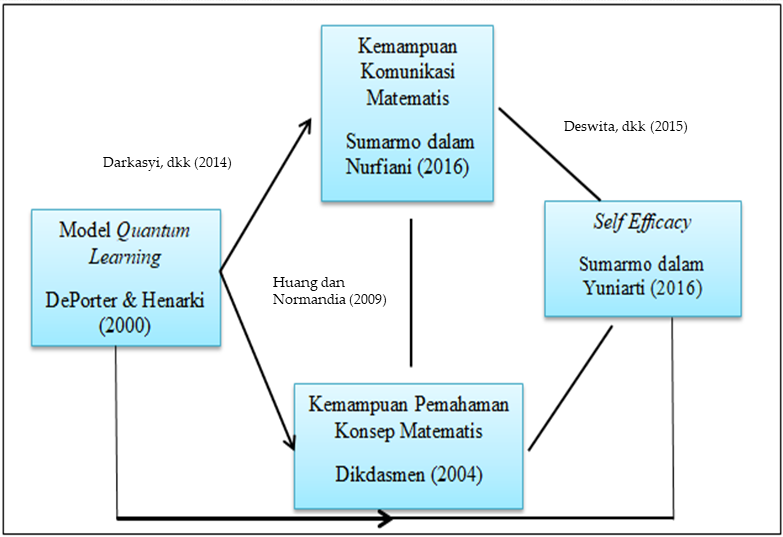 Kemampuan
Komunikasi
Matematis
Sumarmo dalam
Nurfiani (2016)
Deswita, dkk (2015)
Darkasyi, dkk (2014)
Model Quantum
Learning
DePorter & Henarki
(2000)
Self Efficacy
Sumarmo dalam
Yuniarti (2016)
Huang dan
Normandia (2009)
Kemampuan Pemahaman
Konsep Matematis
Dikdasmen (2004)